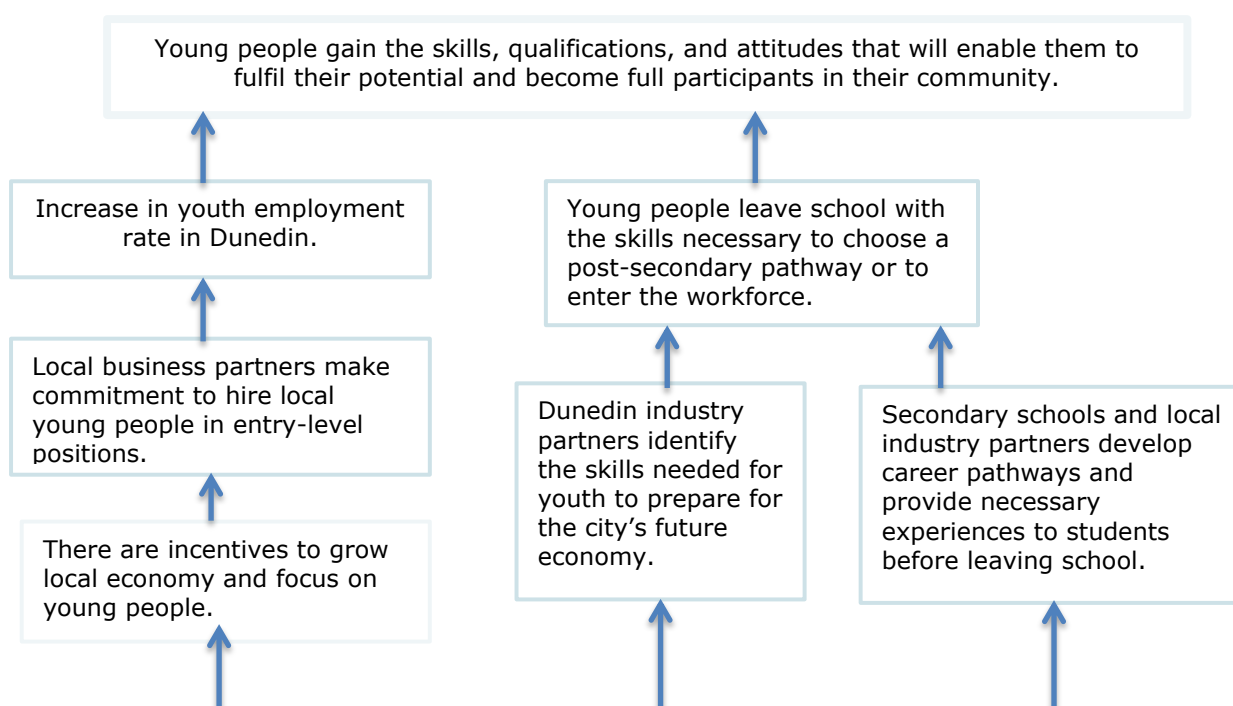 Young people gain the skills, qualifications, and attitudes that will enable them to
fulfil their potential and become full participants in their community.
Increase in youth employment
rate in Dunedin.
Young people leave school with
the skills necessary to choose a
post-secondary pathway or to
enter the workforce.
Local business partners make
commitment to hire local
young people in entry-level
positions.
Dunedin industry
partners identify
the skills needed for
youth to prepare for
the city’s future
economy.
Secondary schools and local
industry partners develop
career pathways and
provide necessary
experiences to students
before leaving school.
There are incentives to grow
local economy and focus on
young people.